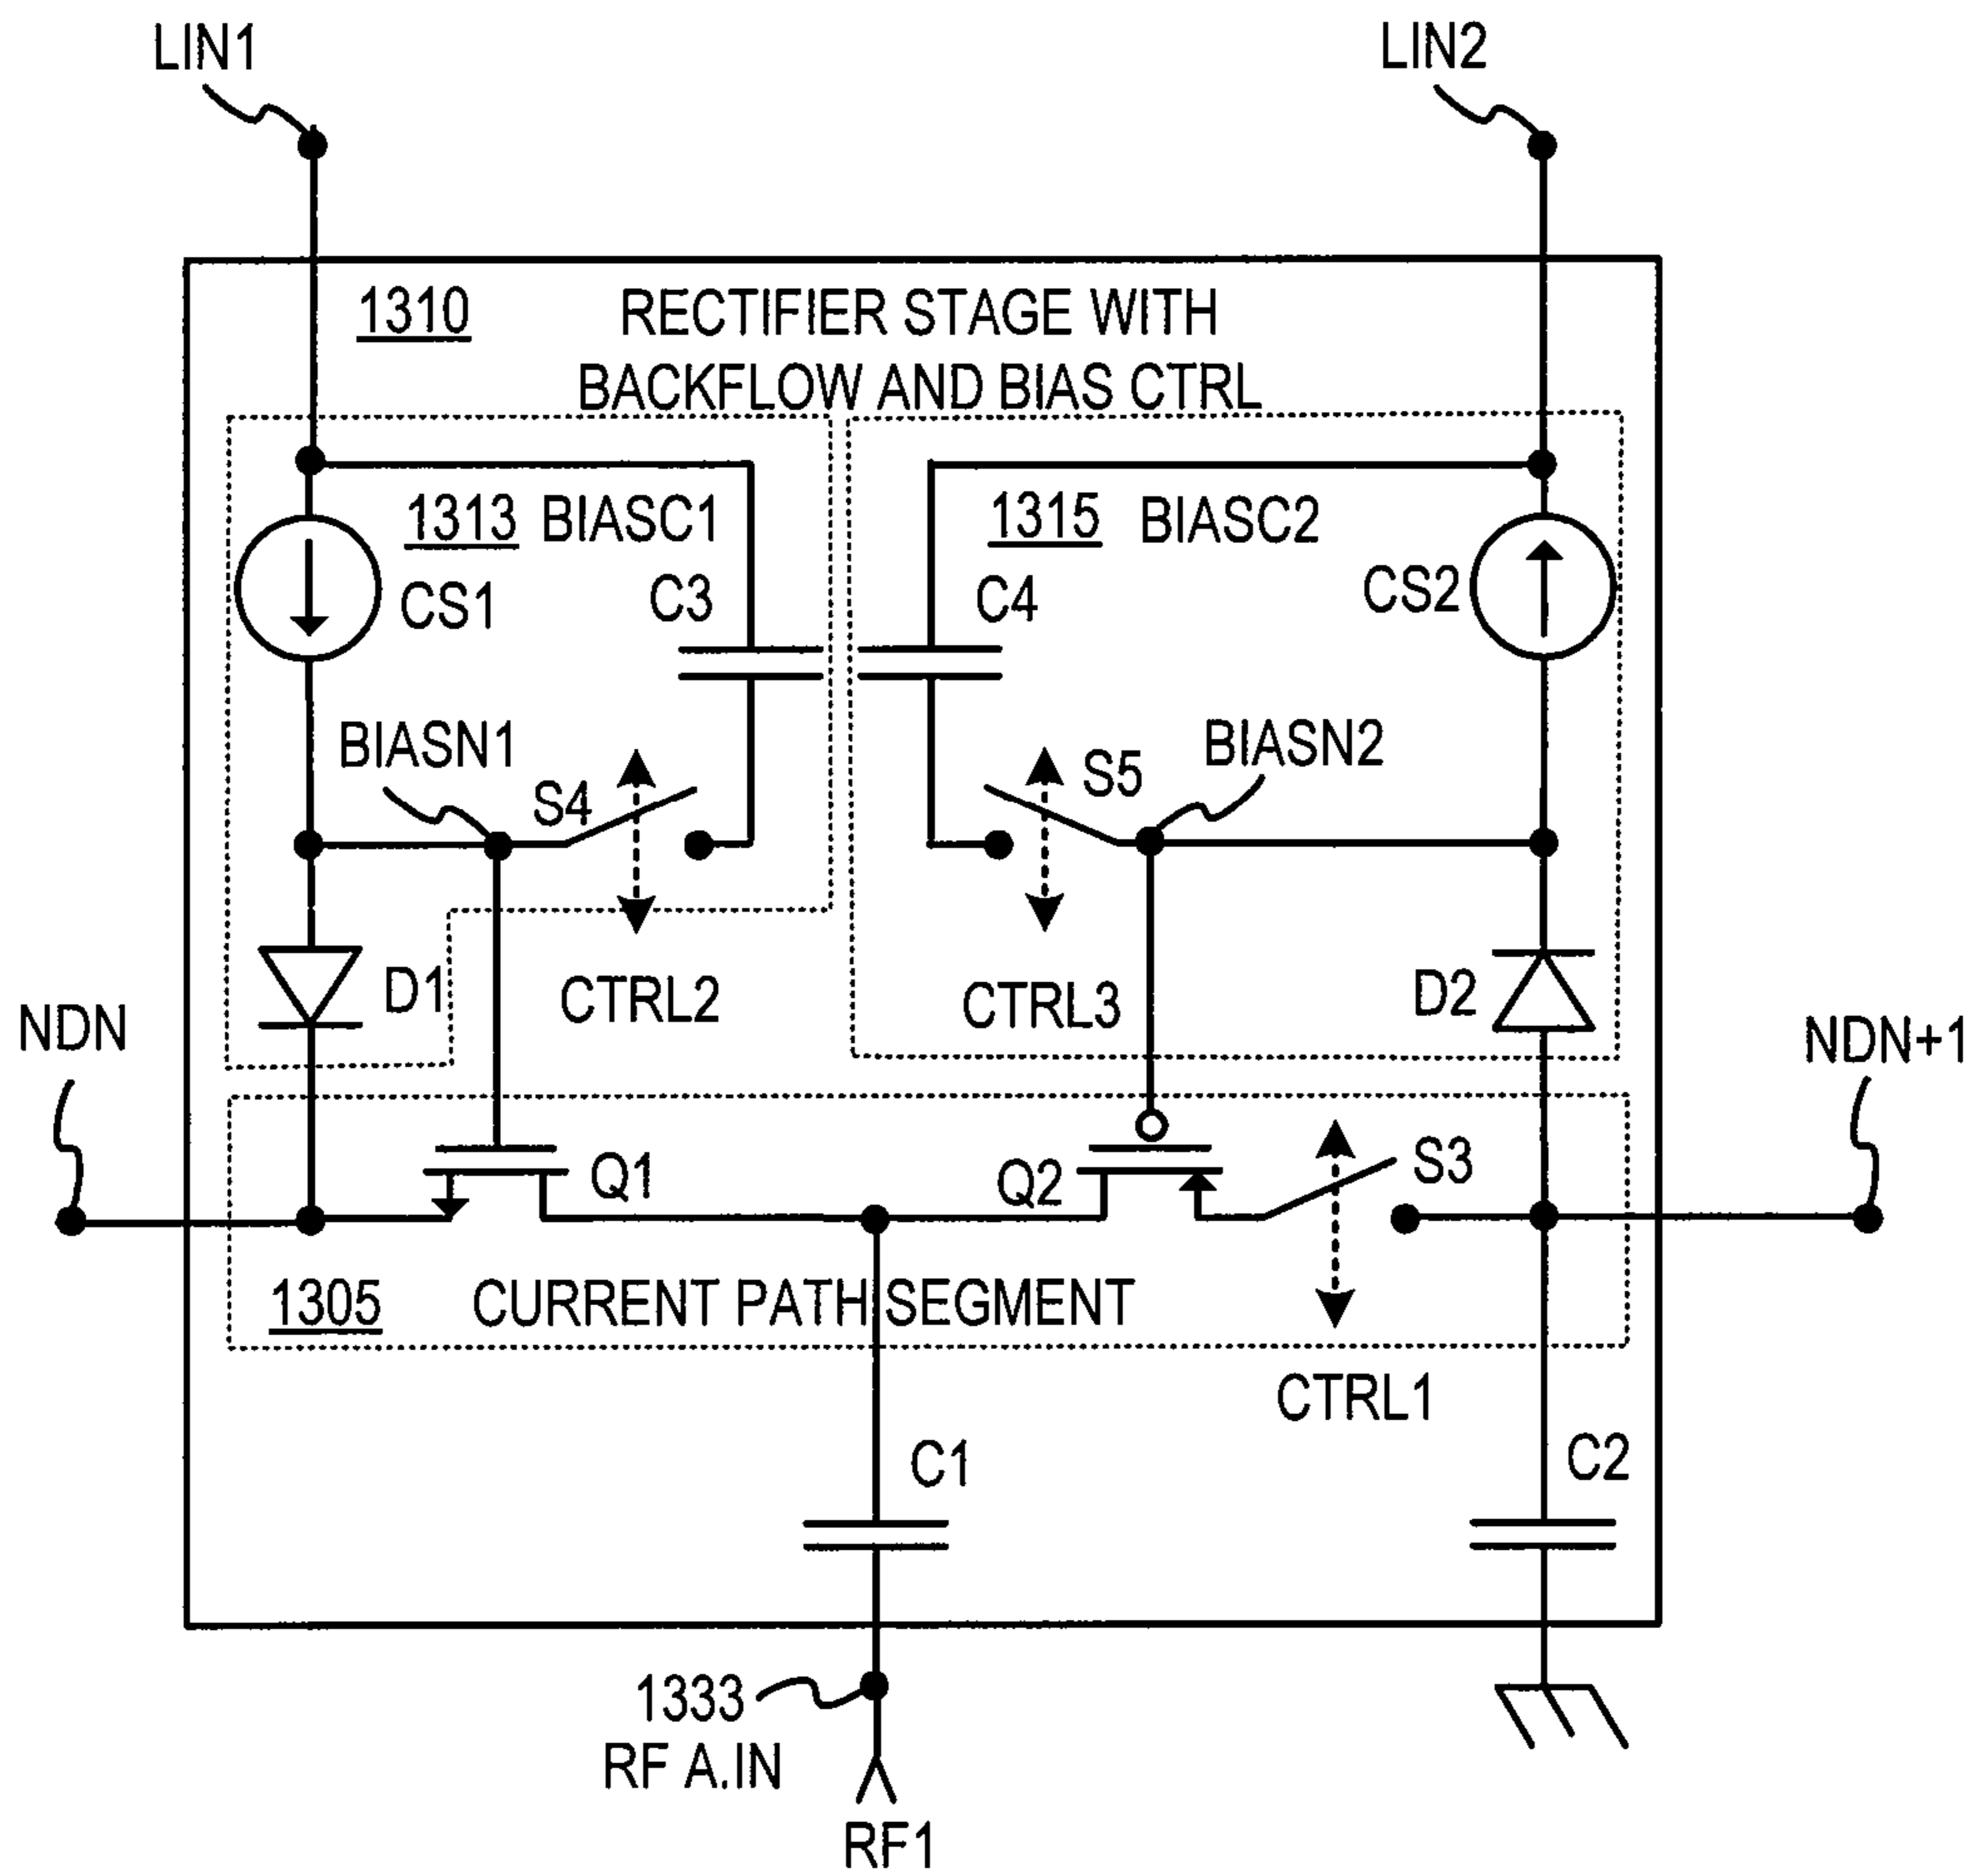 LIN1
LIN2
1310
RECTIFIER STAGE WITH
BACKFLOW AND BIAS CTRL
1313 BIASC1
1315 BIASC2
CS1
C3
C4
CS2
BIASN1
S4
S5
BIASN2
D1
CTRL2
CTRL3
D2
NDN
NDN+1
Q1
Q2
S3
1305
CURRENT PATH SEGMENT
CTRL1
C1
C2
1333
RF A.IN
RF1